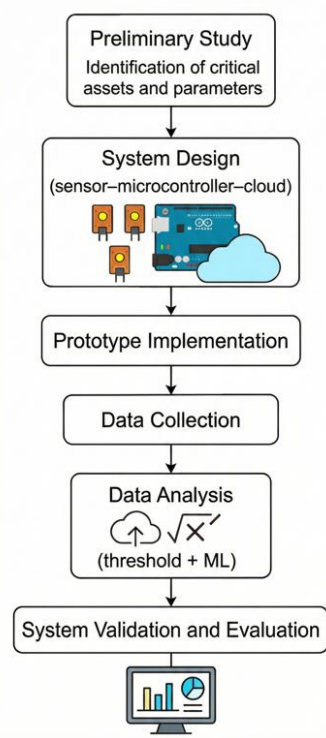 Preliminary Study
Identification of critical
assets and parameters
System Design
(sensor–microcontroller–cloud)
Prototype Implementation
Data Collection
Data Analysis
√x
(threshold + ML)
System Validation and Evaluation